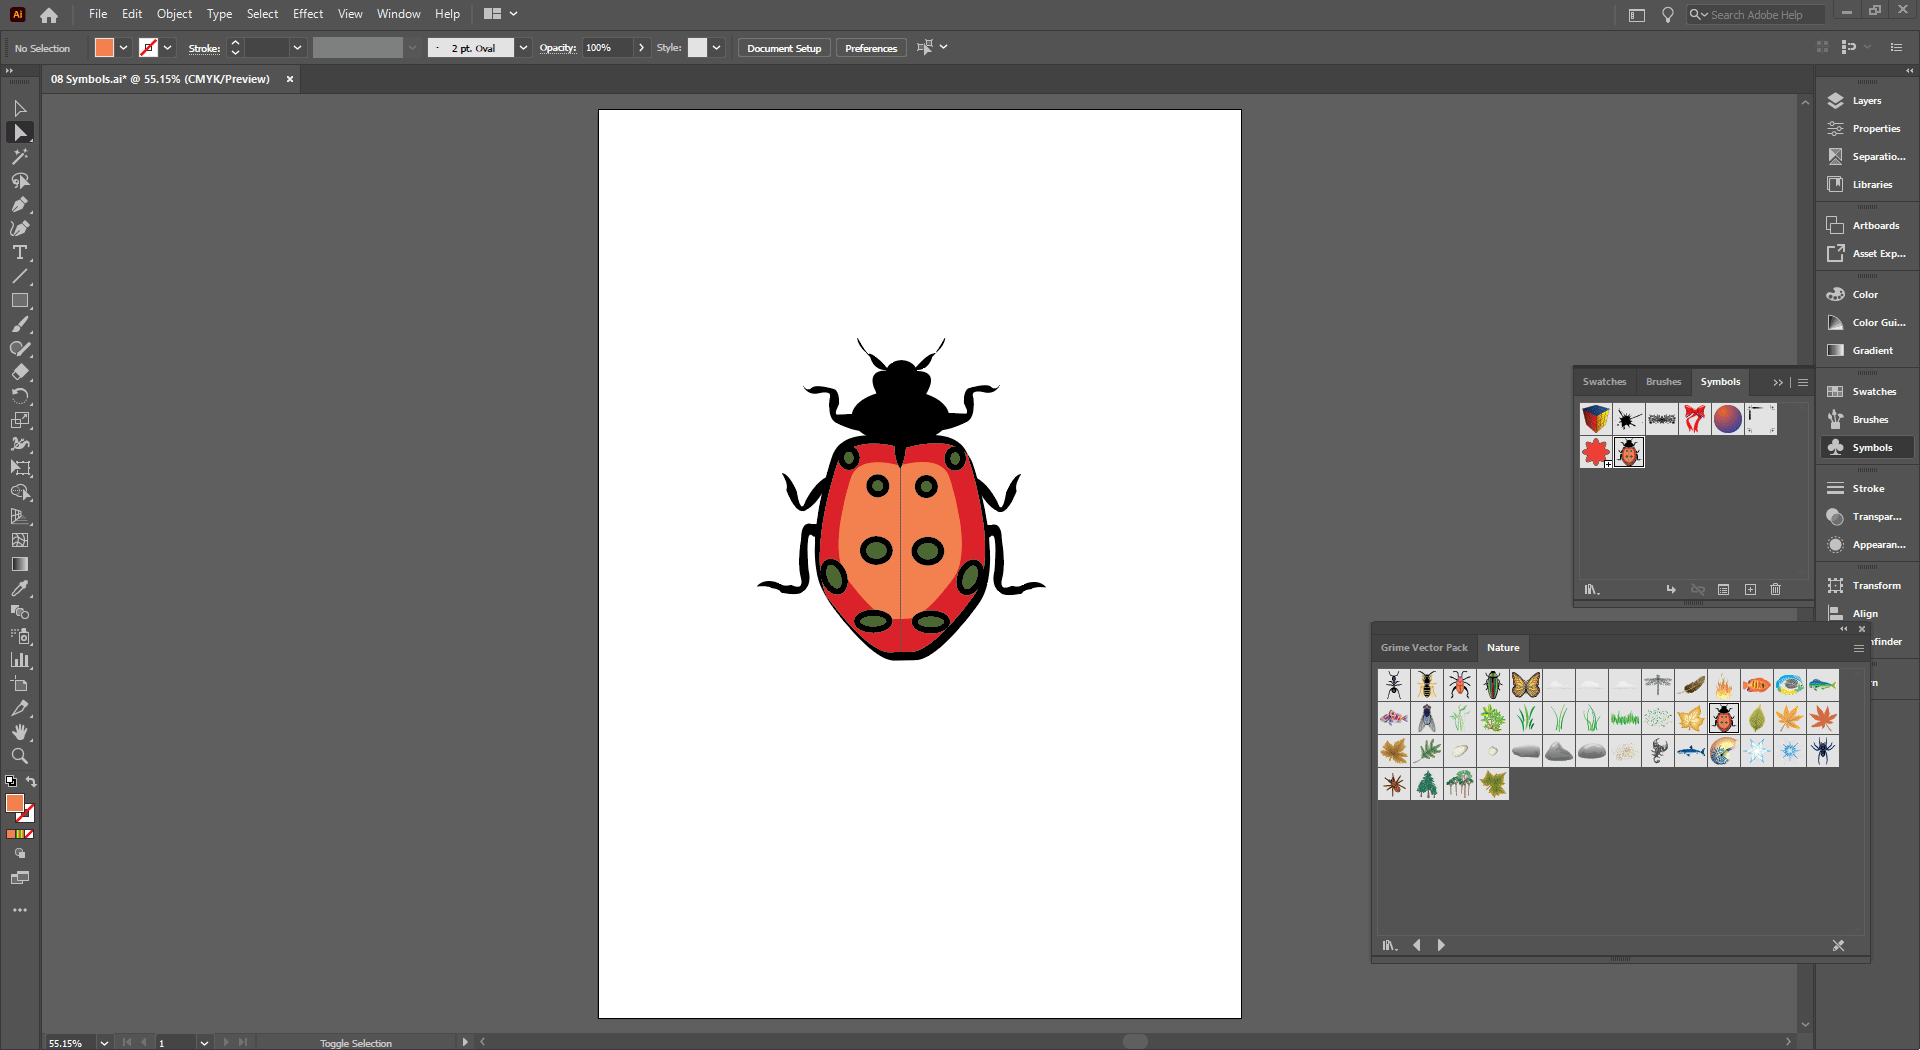 Ai
File Edit Object Type Select Effect View Window Help
Search Adobe Help
No Selection
Stroke:
2 pt. Oval
Opacity: 100%
Style:
Document Setup
Preferences
08 Symbols.ai* @ 55.15% (CMYK/Preview)
Layers
Properties
Separatio...
Libraries
Artboards
Asset Exp...
Color
Color Gui...
Gradient
Swatches
Brushes
Symbols
Stroke
Transpar...
Appearan...
Transform
Align
Swatches Brushes Symbols
Grime Vector Pack Nature
55.15%
1
Toggle Selection